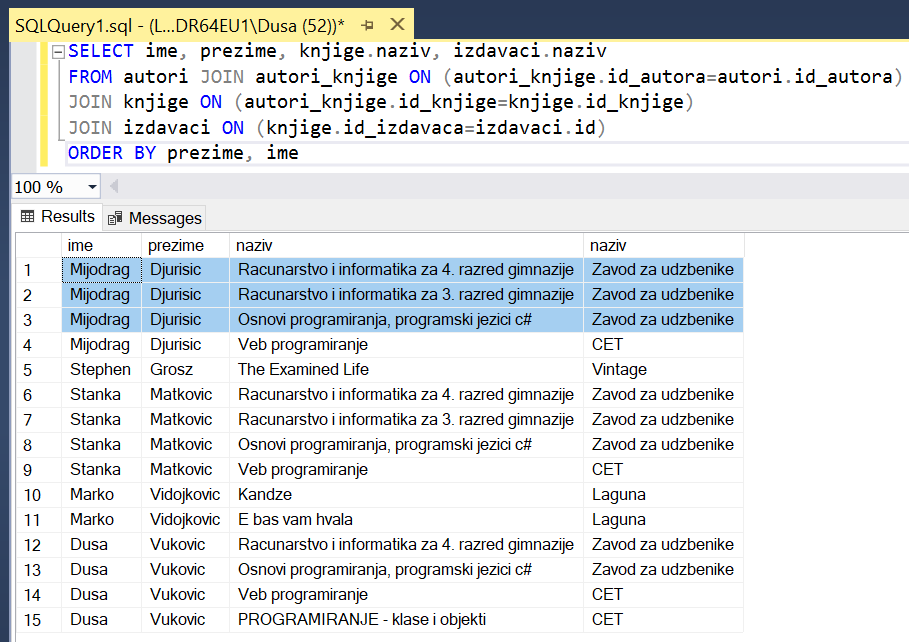 SQLQuery1.sql - (L...DR64EU1\Dusa (52))*
SELECT ime, prezime, knjige.naziv, izdavaci.naziv
FROM autori JOIN autori_knjige ON (autori_knjige.id_autora=autori.id_autora)
JOIN knjige ON (autori_knjige.id_knjige=knjige.id_knjige)
JOIN izdavaci ON (knjige.id_izdavaca=izdavaci.id)
ORDER BY prezime, ime
100 %
Results Messages
ime prezime naziv naziv
1 Mijodrag Djurisic Racunarstvo i informatika za 4. razred gimnazije Zavod za udzbenike
2 Mijodrag Djurisic Racunarstvo i informatika za 3. razred gimnazije Zavod za udzbenike
3 Mijodrag Djurisic Osnovi programiranja, programski jezici c# Zavod za udzbenike
4 Mijodrag Djurisic Veb programiranje CET
5 Stephen Grosz The Examined Life Vintage
6 Stanka Matkovic Racunarstvo i informatika za 4. razred gimnazije Zavod za udzbenike
7 Stanka Matkovic Racunarstvo i informatika za 3. razred gimnazije Zavod za udzbenike
8 Stanka Matkovic Osnovi programiranja, programski jezici c# Zavod za udzbenike
9 Stanka Matkovic Veb programiranje CET
10 Marko Vidojkovic Kandze Laguna
11 Marko Vidojkovic E bas vam hvala Laguna
12 Dusa Vukovic Racunarstvo i informatika za 4. razred gimnazije Zavod za udzbenike
13 Dusa Vukovic Osnovi programiranja, programski jezici c# Zavod za udzbenike
14 Dusa Vukovic Veb programiranje CET
15 Dusa Vukovic PROGRAMIRANJE - klase i objekti CET